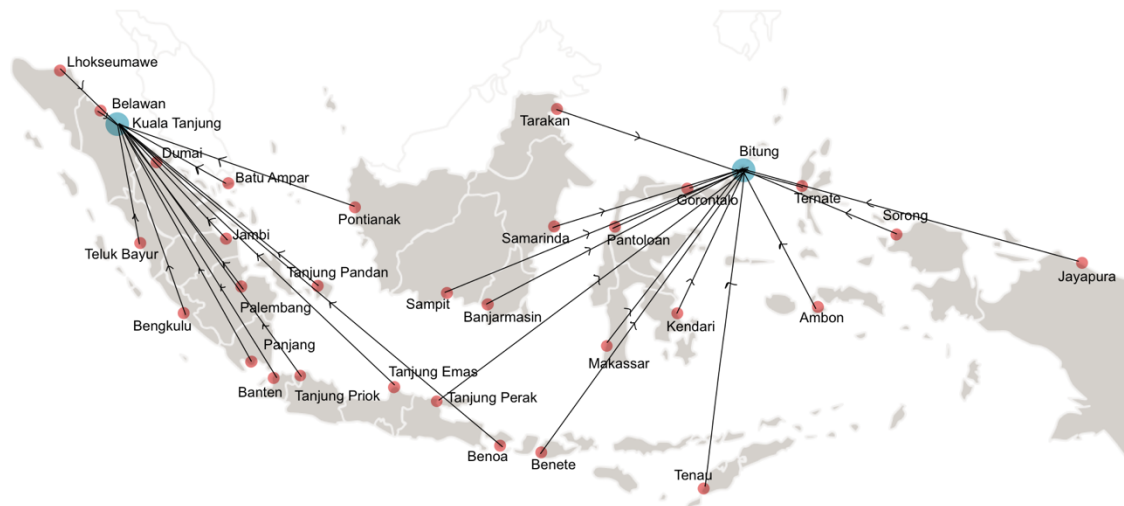 Lhokseumawe
Belawan
Kuala Tanjung
Tarakan
Bitung
Dumai
Batu Ampar
Gorontalo
Ternate
Pontianak
Sorong
Jambi
Samarinda
Pantoloan
Teluk Bayur
Tanjung Pandan
Jayapura
Palembang
Sampit
Banjarmasin
Ambon
Bengkulu
Kendari
Panjang
Makassar
Tanjung Emas
Banten
Tanjung Priok
Tanjung Perak
Benoa
Benete
Tenau